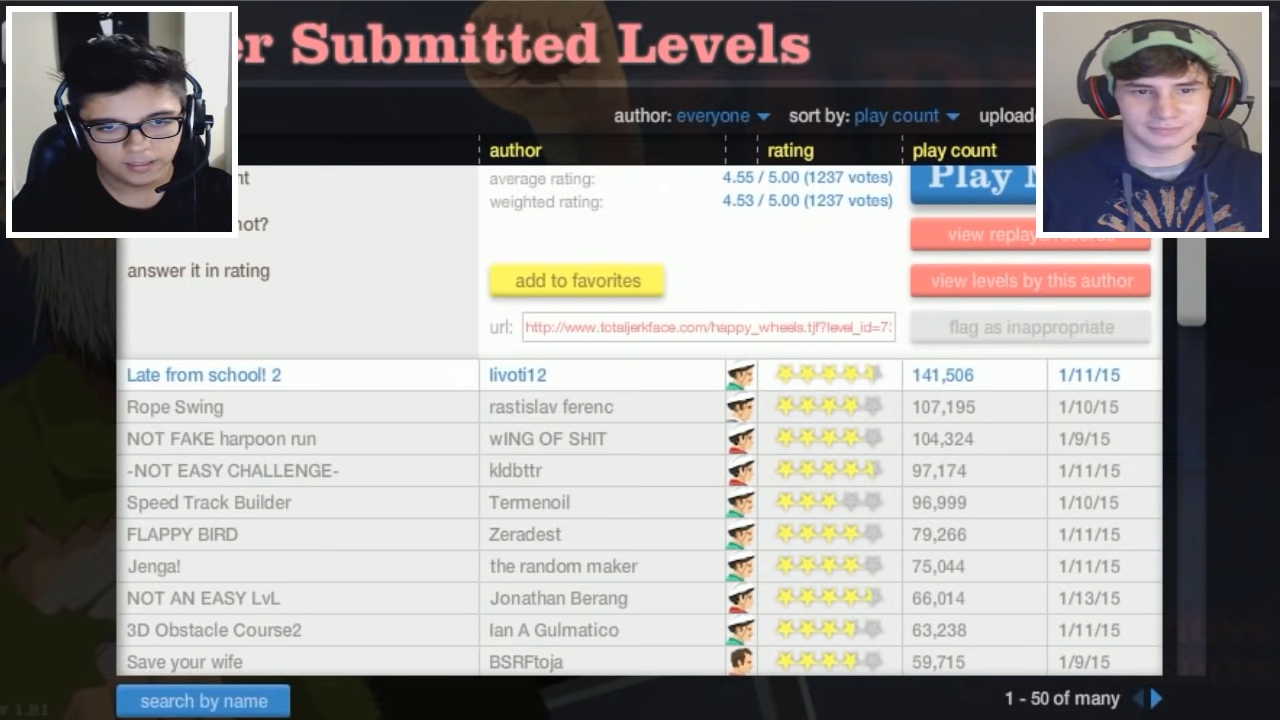 er Submitted Levels
author: everyone sort by: play count upload
author rating play count
nt average rating: 4.55 / 5.00 (1237 votes) Play N
weighted rating: 4.53 / 5.00 (1237 votes)
not? view replays/records
answer it in rating add to favorites view levels by this author
url: http://www.totaljerkface.com/happy_wheels.tjf?level_id=7 flag as inappropriate
Late from school! 2 livoti12 141,506 1/11/15
Rope Swing rastislav ferenc 107,195 1/10/15
NOT FAKE harpoon run wING OF SHIT 104,324 1/9/15
-NOT EASY CHALLENGE- kldbttr 97,174 1/11/15
Speed Track Builder Termenoil 96,999 1/10/15
FLAPPY BIRD Zeradest 79,266 1/11/15
Jenga! the random maker 75,044 1/11/15
NOT AN EASY LvL Jonathan Berang 66,014 1/13/15
3D Obstacle Course2 Ian A Gulmatico 63,238 1/11/15
Save your wife BSRFtoja 59,715 1/9/15
search by name 1 - 50 of many
1.81